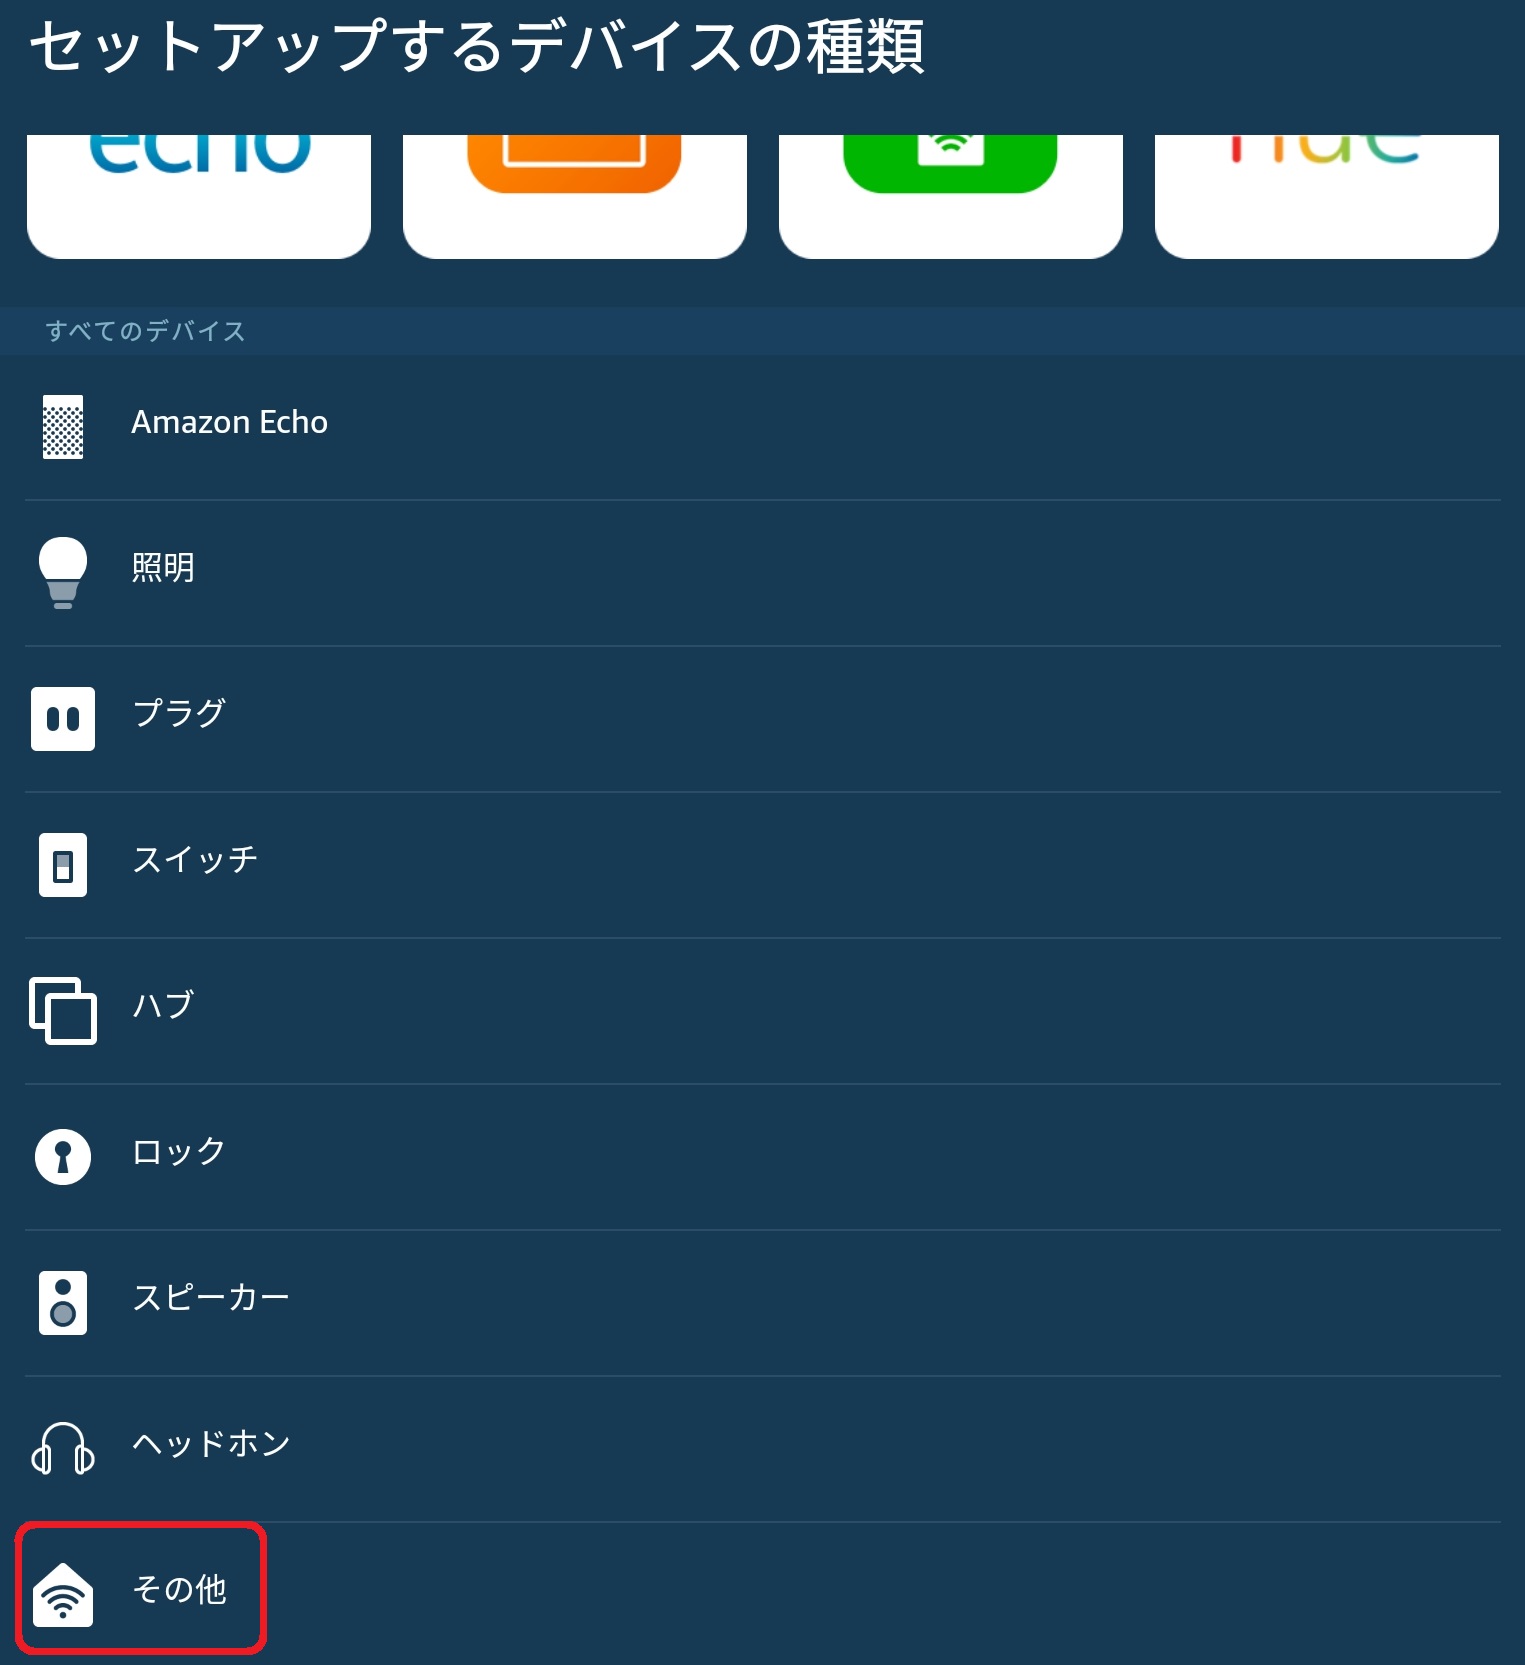 セットアップするデバイスの種類
echo
hue
すべてのデバイス
Amazon Echo
照明
プラグ
スイッチ
ハブ
ロック
スピーカー
ヘッドホン
その他